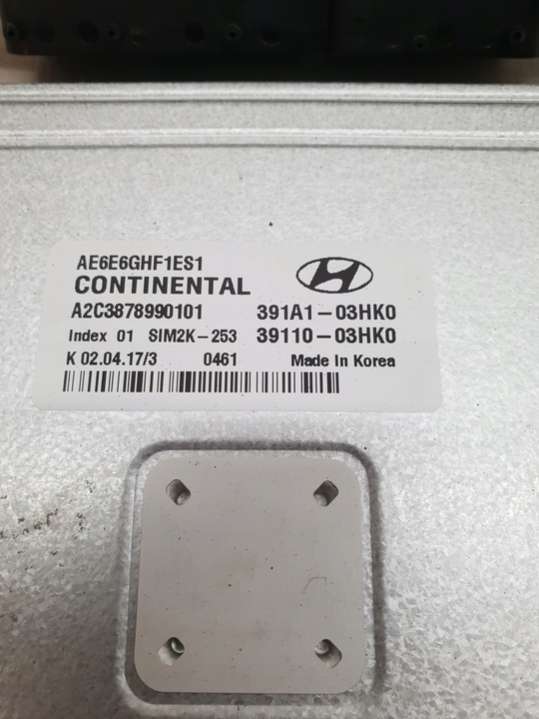 AE6E6GHF1ES1
CONTINENTAL
A2C3878990101 391A1-03HK0
Index 01 SIM2K-253 39110-03HK0
K 02.04.17/3 0461 Made In Korea